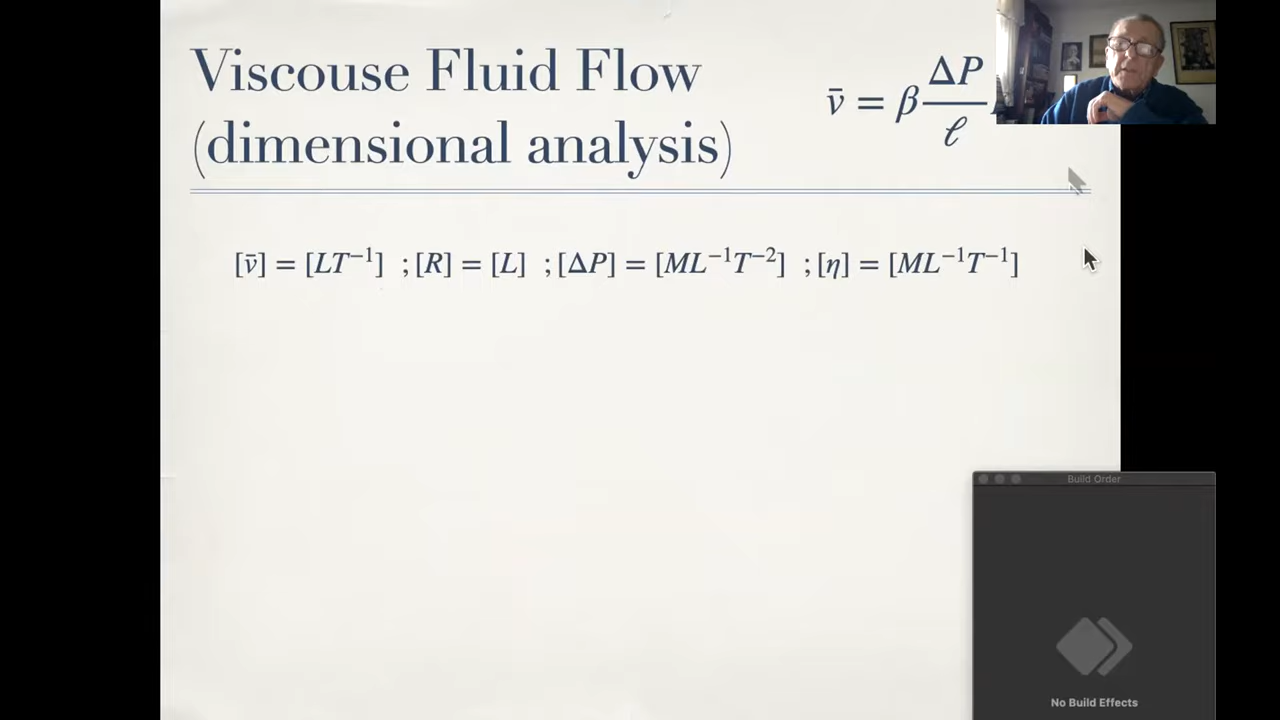 Viscouse Fluid Flow
(dimensional analysis)
v̄ = β ΔP/ℓ
[v̄] = [LT⁻¹] ; [R] = [L] ; [ΔP] = [ML⁻¹T⁻²] ; [η] = [ML⁻¹T⁻¹]
Build Order
No Build Effects